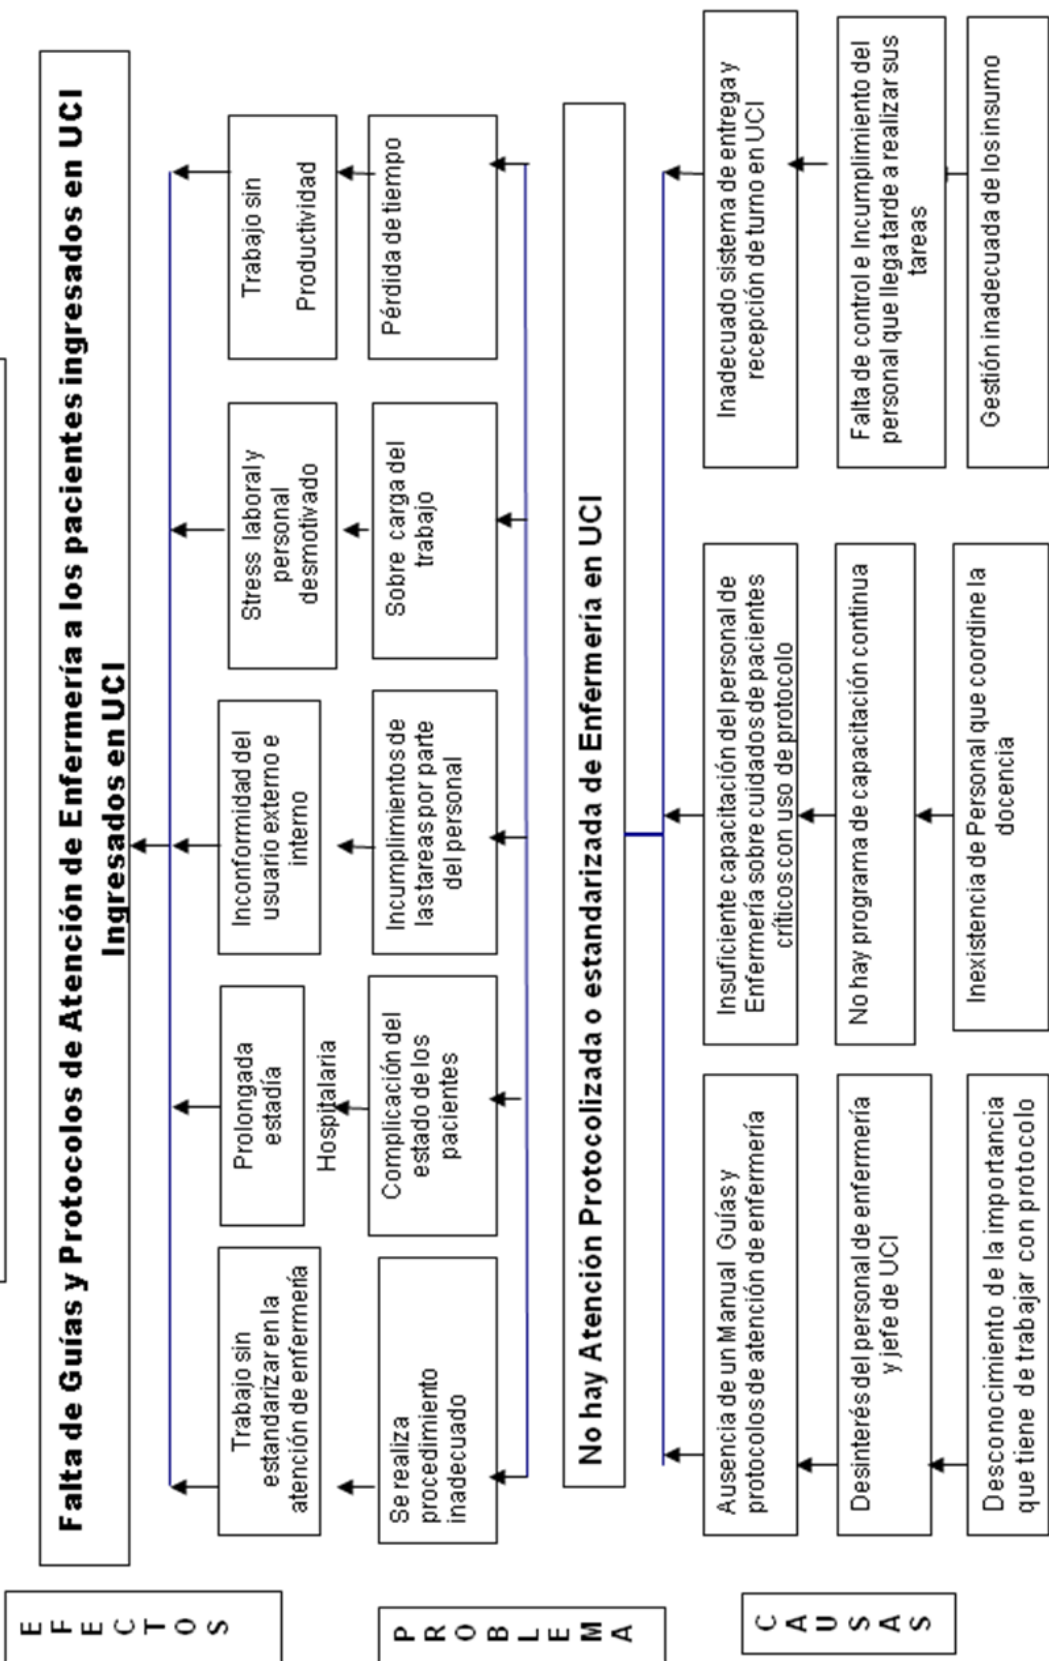 E
F
E
C
T
O
S
Falta de Guías y Protocolos de Atención de Enfermería a los pacientes ingresados en UCI
Ingresados en UCI
Trabajo sin
estandarizar en la
atención de enfermería
Prolongada
estadía
Hospitalaria
Inconformidad del
usuario externo e
interno
Stress laboral y
personal
desmotivado
Trabajo sin
Productividad
Se realiza
procedimiento
inadecuado
Complicación del
estado de los
pacientes
Incumplimientos de
las tareas por parte
del personal
Sobre carga del
trabajo
Pérdida de tiempo
P
R
O
B
L
E
M
A
No hay Atención Protocolizada o estandarizada de Enfermería en UCI
C
A
U
S
A
S
Ausencia de un Manual Guías y
protocolos de atención de enfermería
Insuficiente capacitación del personal de
Enfermería sobre cuidados de pacientes
críticos con uso de protocolo
Inadecuado sistema de entrega y
recepción de turno en UCI
Desinterés del personal de enfermería
y jefe de UCI
No hay programa de capacitación continua
Falta de control e Incumplimiento del
personal que llega tarde a realizar sus
tareas
Desconocimiento de la importancia
que tiene de trabajar con protocolo
Inexistencia de Personal que coordine la
docencia
Gestión inadecuada de los insumo